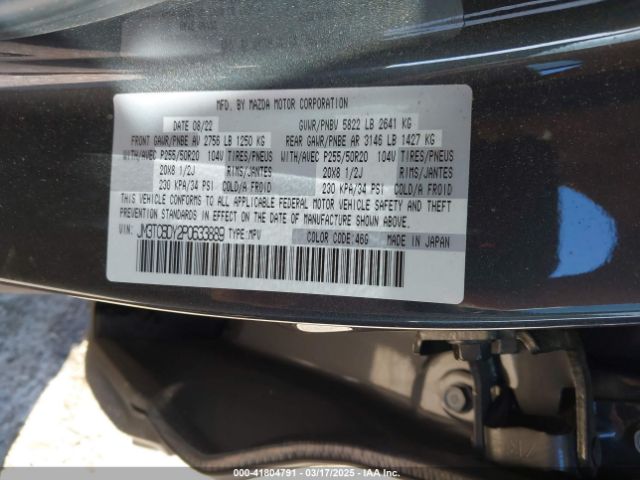 MFD. BY MAZDA MOTOR CORPORATION
DATE 08/22 GVWR/PNBV 5822 LB 2641 KG
FRONT GAWR/PNBE AV 2756 LB 1250 KG REAR GAWR/PNBE AR 3146 LB 1427 KG
WITH/AVEC P255/50R20 104V TIRES/PNEUS WITH/AVEC P255/50R20 104V TIRES/PNEUS
20X8 1/2J RIMS/JANTES 20X8 1/2J RIMS/JANTES
230 KPA/34 PSI COLD/A FROID 230 KPA/34 PSI COLD/A FROID
THIS VEHICLE CONFORMS TO ALL APPLICABLE FEDERAL MOTOR VEHICLE SAFETY AND THEFT
PREVENTION STANDARDS IN EFFECT ON THE DATE OF MANUFACTURE SHOWN ABOVE.
VIN: JM3TCBDY2P0633889 TYPE:MPV COLOR CODE:46G MADE IN JAPAN
00-41804791 - 03/17/2025 - IAA Inc.